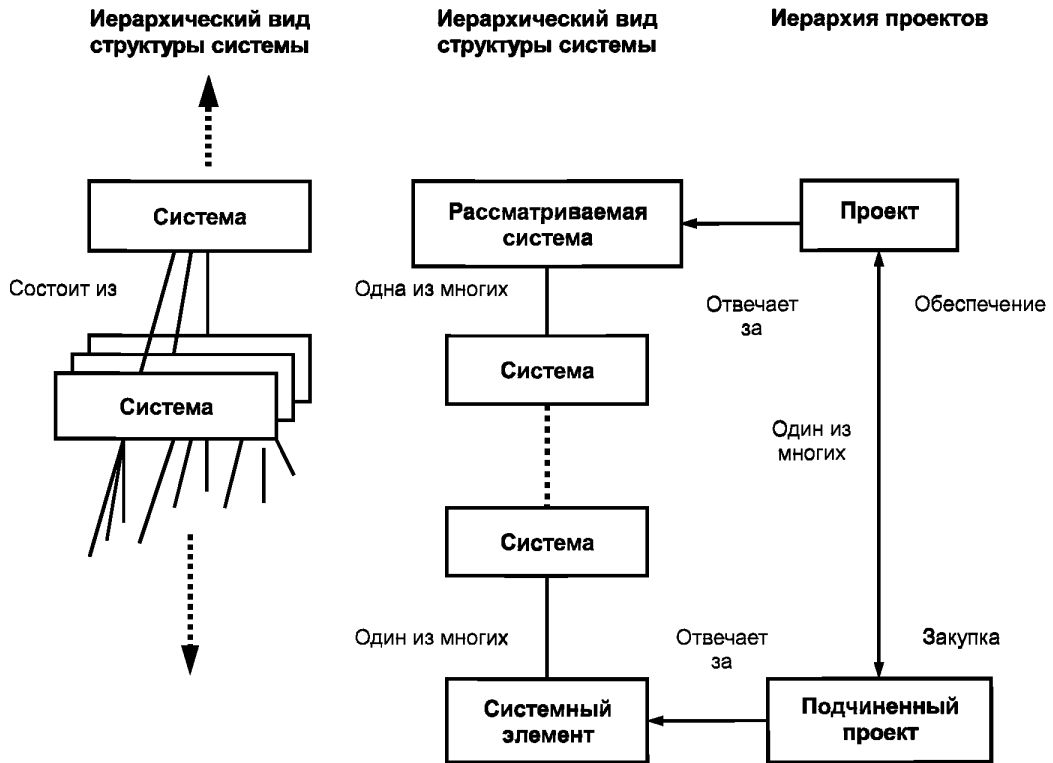 Иерархический вид
структуры системы
Иерархический вид
структуры системы
Иерархия проектов
Система
Рассматриваемая
система
Проект
Состоит из
Одна из многих
Отвечает
за
Обеспечение
Система
Система
Один из
многих
Система
Один из многих
Отвечает
за
Закупка
Системный
элемент
Подчиненный
проект